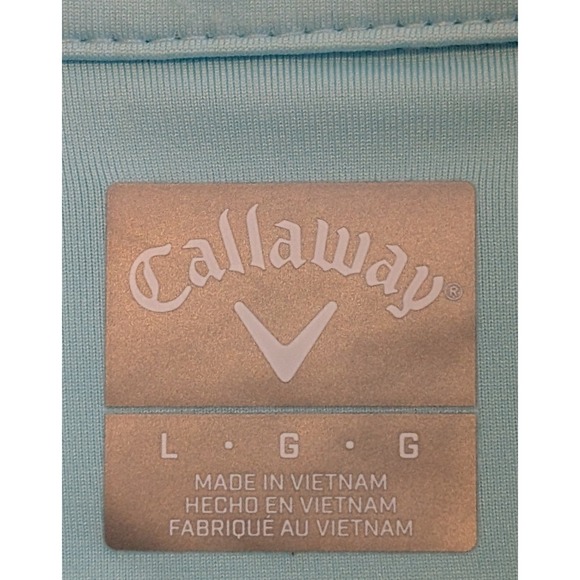 Callaway®
L · G · G
MADE IN VIETNAM
HECHO EN VIETNAM
FABRIQUÉ AU VIETNAM